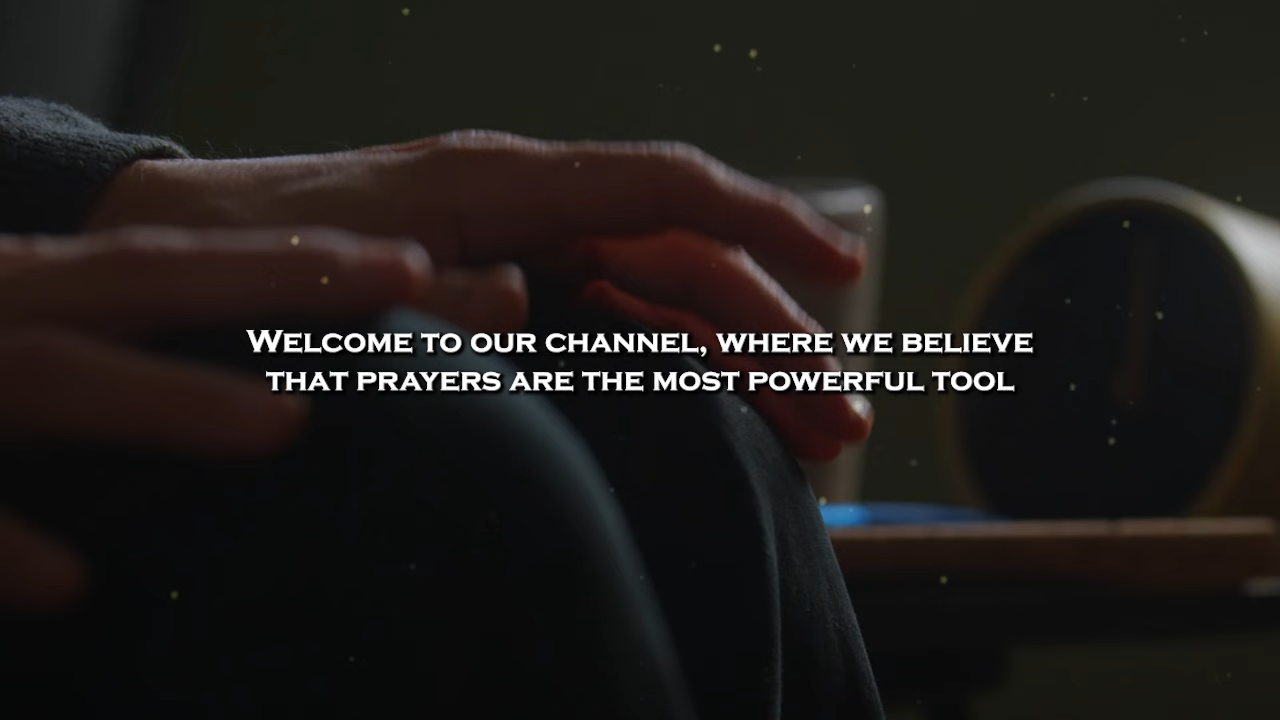 Welcome to our channel, where we believe
that prayers are the most powerful tool